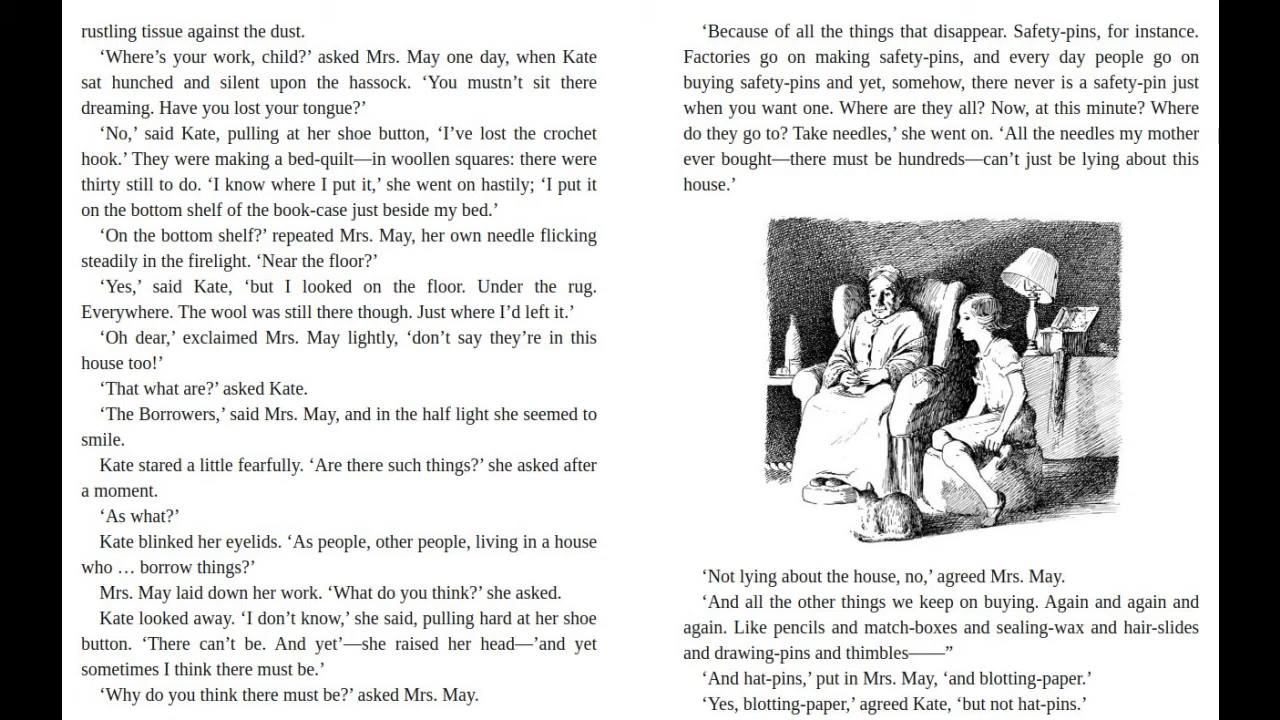 rustling tissue against the dust.
‘Where’s your work, child?’ asked Mrs. May one day, when Kate
sat hunched and silent upon the hassock. ‘You mustn’t sit there
dreaming. Have you lost your tongue?’
‘No,’ said Kate, pulling at her shoe button, ‘I’ve lost the crochet
hook.’ They were making a bed-quilt—in woollen squares: there were
thirty still to do. ‘I know where I put it,’ she went on hastily; ‘I put it
on the bottom shelf of the book-case just beside my bed.’
‘On the bottom shelf?’ repeated Mrs. May, her own needle flicking
steadily in the firelight. ‘Near the floor?’
‘Yes,’ said Kate, ‘but I looked on the floor. Under the rug.
Everywhere. The wool was still there though. Just where I’d left it.’
‘Oh dear,’ exclaimed Mrs. May lightly, ‘don’t say they’re in this
house too!’
‘That what are?’ asked Kate.
‘The Borrowers,’ said Mrs. May, and in the half light she seemed to
smile.
Kate stared a little fearfully. ‘Are there such things?’ she asked after
a moment.
‘As what?’
Kate blinked her eyelids. ‘As people, other people, living in a house
who … borrow things?’
Mrs. May laid down her work. ‘What do you think?’ she asked.
Kate looked away. ‘I don’t know,’ she said, pulling hard at her shoe
button. ‘There can’t be. And yet’—she raised her head—’and yet
sometimes I think there must be.’
‘Why do you think there must be?’ asked Mrs. May.
‘Because of all the things that disappear. Safety-pins, for instance.
Factories go on making safety-pins, and every day people go on
buying safety-pins and yet, somehow, there never is a safety-pin just
when you want one. Where are they all? Now, at this minute? Where
do they go to? Take needles,’ she went on. ‘All the needles my mother
ever bought—there must be hundreds—can’t just be lying about this
house.’
‘Not lying about the house, no,’ agreed Mrs. May.
‘And all the other things we keep on buying. Again and again and
again. Like pencils and match-boxes and sealing-wax and hair-slides
and drawing-pins and thimbles——”
‘And hat-pins,’ put in Mrs. May, ‘and blotting-paper.’
‘Yes, blotting-paper,’ agreed Kate, ‘but not hat-pins.’